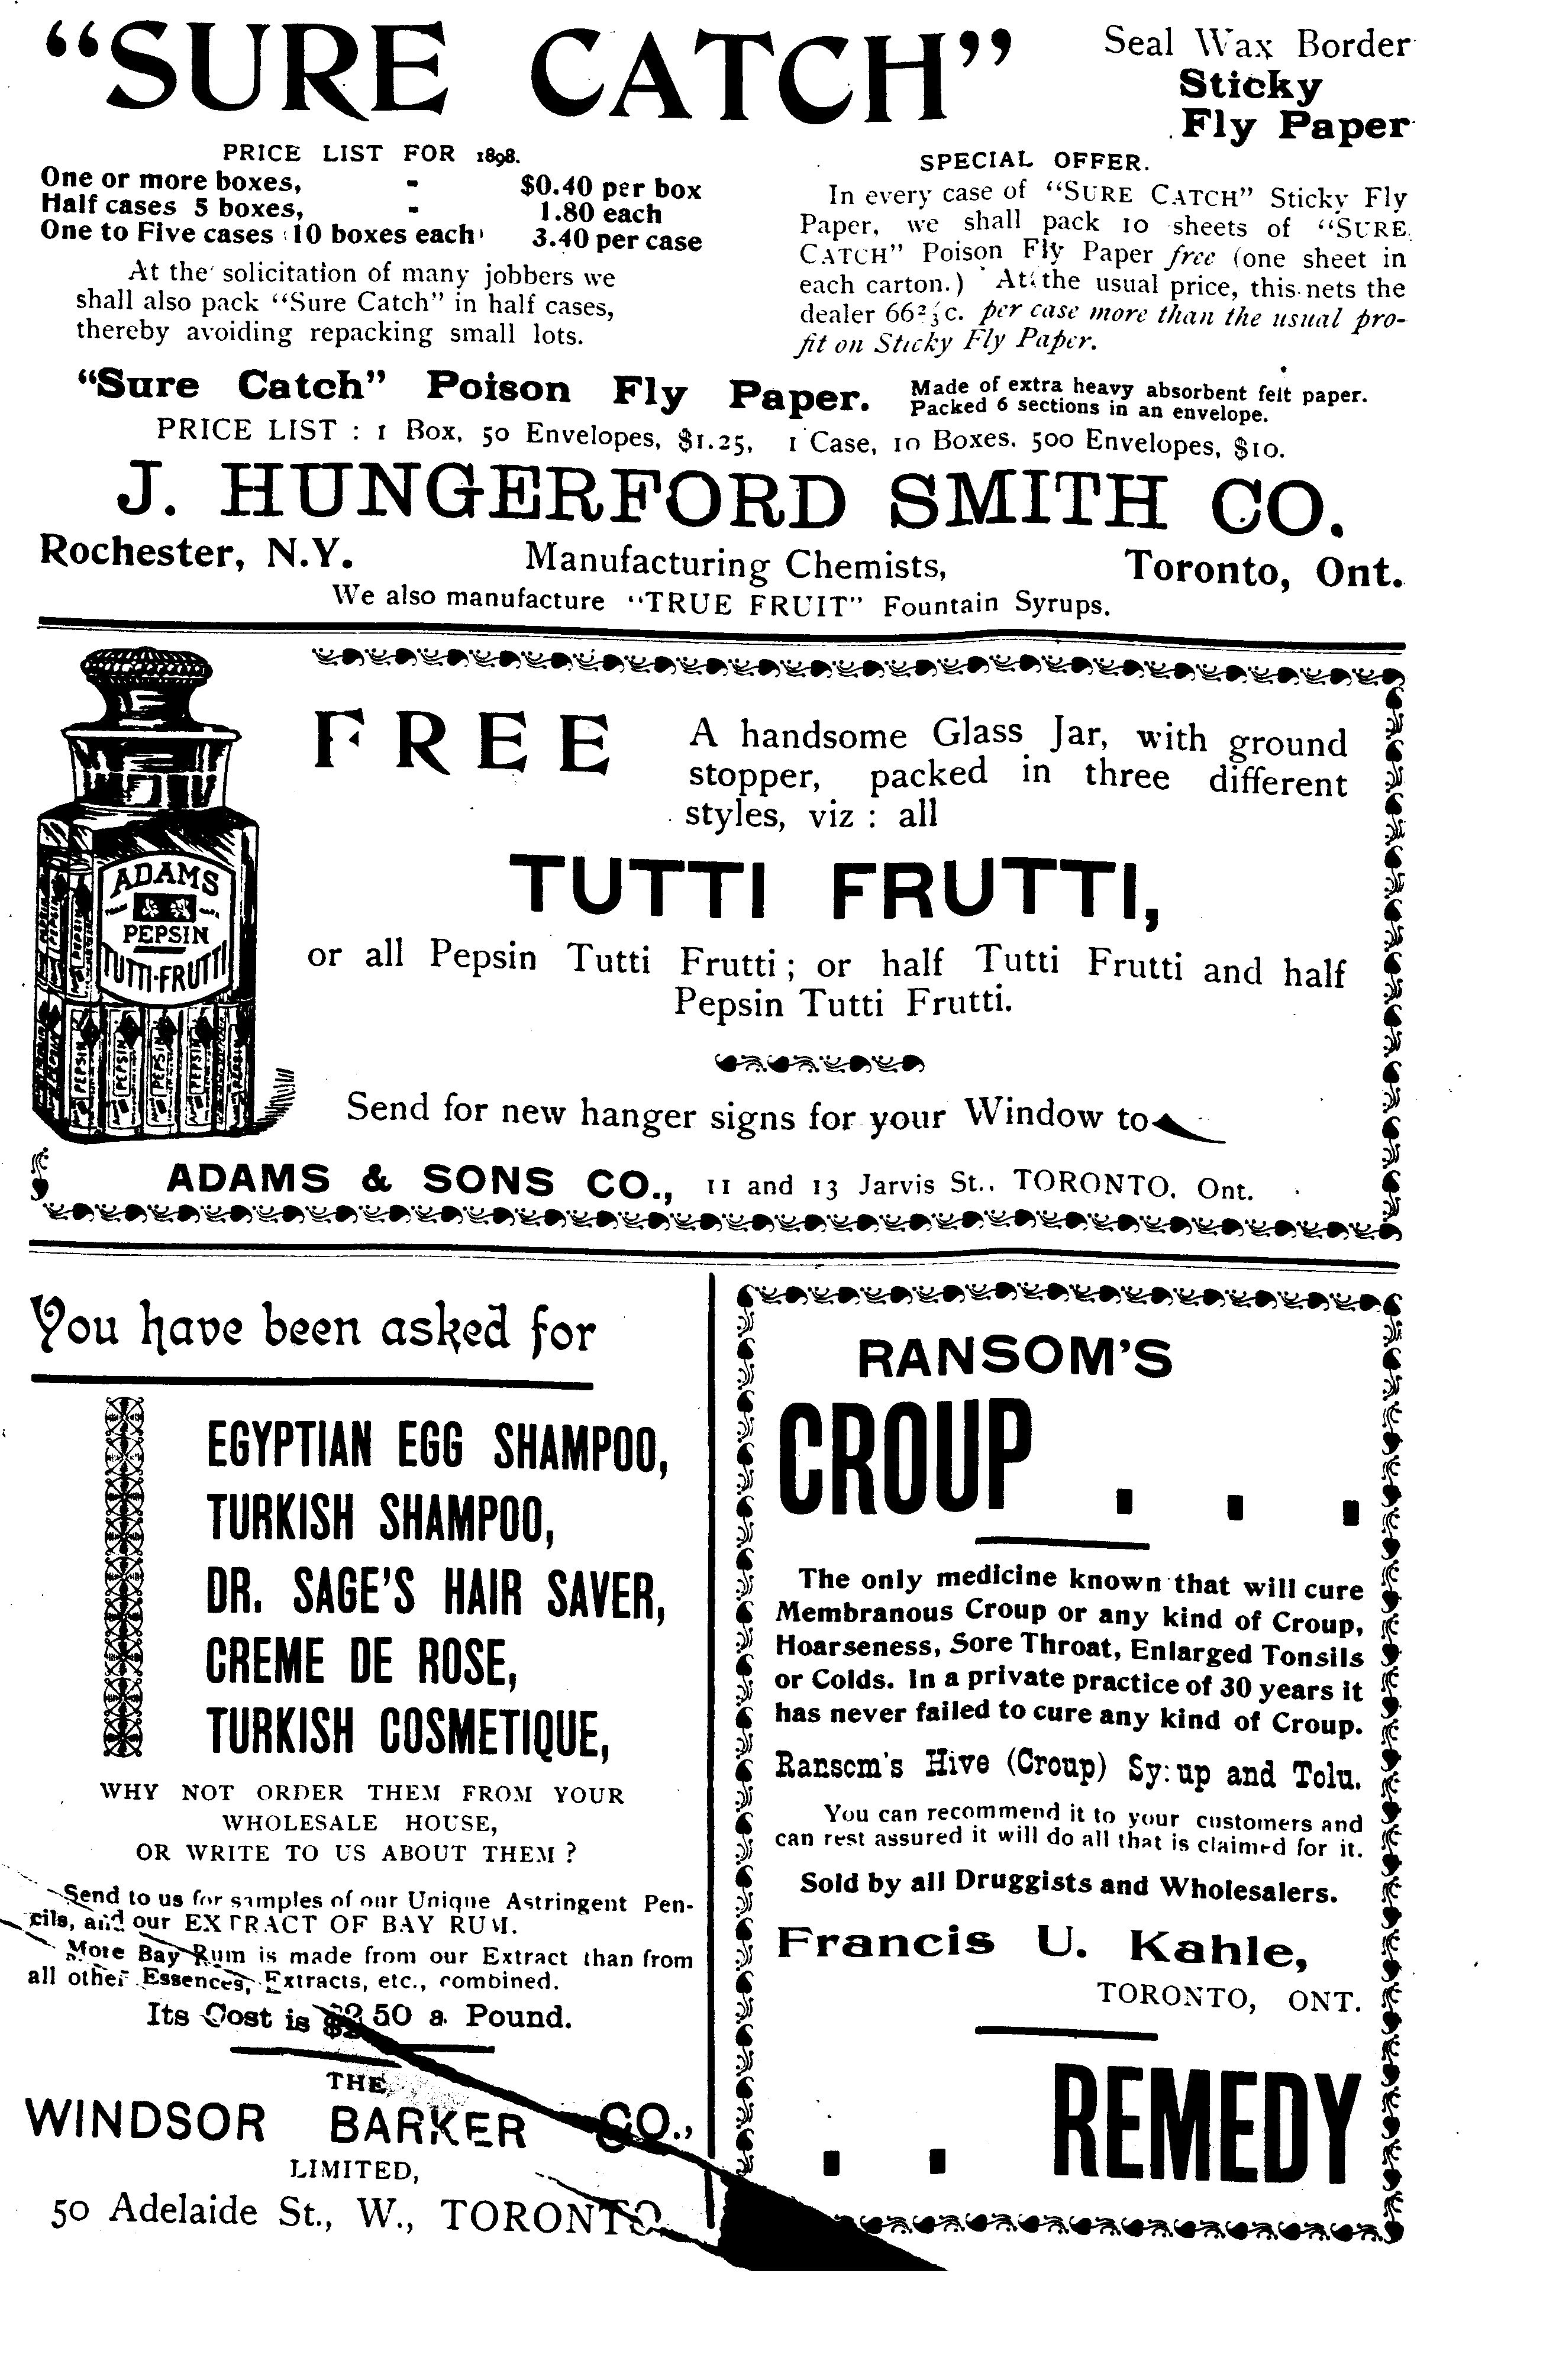 “SURE CATCH”
Seal Wax Border
Sticky
Fly Paper
PRICE LIST FOR 1898.
One or more boxes, - $0.40 per box
Half cases 5 boxes, - 1.80 each
One to Five cases 10 boxes each 3.40 per case
At the solicitation of many jobbers we
shall also pack “Sure Catch” in half cases,
thereby avoiding repacking small lots.
SPECIAL OFFER.
In every case of “SURE CATCH” Sticky Fly
Paper, we shall pack 10 sheets of “SURE
CATCH” Poison Fly Paper free (one sheet in
each carton.) At the usual price, this nets the
dealer 66⅔c. per case more than the usual pro-
fit on Sticky Fly Paper.
“Sure Catch” Poison Fly Paper.
Made of extra heavy absorbent felt paper.
Packed 6 sections in an envelope.
PRICE LIST : 1 Box, 50 Envelopes, $1.25, 1 Case, 10 Boxes. 500 Envelopes, $10.
J. HUNGERFORD SMITH CO.
Rochester, N.Y. Manufacturing Chemists, Toronto, Ont.
We also manufacture “TRUE FRUIT” Fountain Syrups.
FREE
A handsome Glass Jar, with ground
stopper, packed in three different
styles, viz : all
TUTTI FRUTTI,
or all Pepsin Tutti Frutti ; or half Tutti Frutti and half
Pepsin Tutti Frutti.
ADAMS
PEPSIN
TUTTI-FRUTTI
PEPSIN PEPSIN PEPSIN PEPSIN
Send for new hanger signs for your Window to
ADAMS & SONS CO., 11 and 13 Jarvis St., TORONTO, Ont.
You have been asked for
EGYPTIAN EGG SHAMPOO,
TURKISH SHAMPOO,
DR. SAGE’S HAIR SAVER,
CREME DE ROSE,
TURKISH COSMETIQUE,
WHY NOT ORDER THEM FROM YOUR
WHOLESALE HOUSE,
OR WRITE TO US ABOUT THEM ?
Send to us for samples of our Unique Astringent Pen-
cils, and our EXTRACT OF BAY RUM.
More Bay Rum is made from our Extract than from
all other Essences, Extracts, etc., combined.
Its Cost is $2 50 a Pound.
THE
WINDSOR BARKER CO.,
LIMITED,
50 Adelaide St., W., TORONTO
RANSOM’S
CROUP . . .
The only medicine known that will cure
Membranous Croup or any kind of Croup,
Hoarseness, Sore Throat, Enlarged Tonsils
or Colds. In a private practice of 30 years it
has never failed to cure any kind of Croup.
Ransom’s Hive (Croup) Syrup and Tolu.
You can recommend it to your customers and
can rest assured it will do all that is claimed for it.
Sold by all Druggists and Wholesalers.
Francis U. Kahle,
TORONTO, ONT.
. . REMEDY